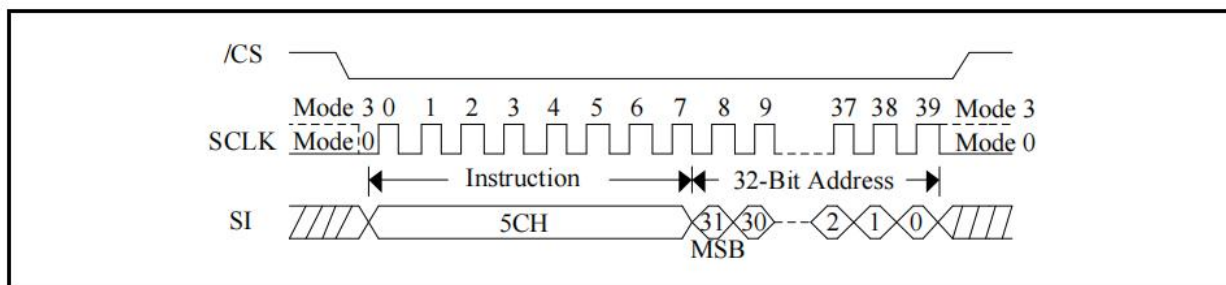 /CS
Mode 3 0 1 2 3 4 5 6 7 8 9 37 38 39 Mode 3
SCLK Mode 0 Mode 0
Instruction 32-Bit Address
SI 5CH 31 30 2 1 0
MSB